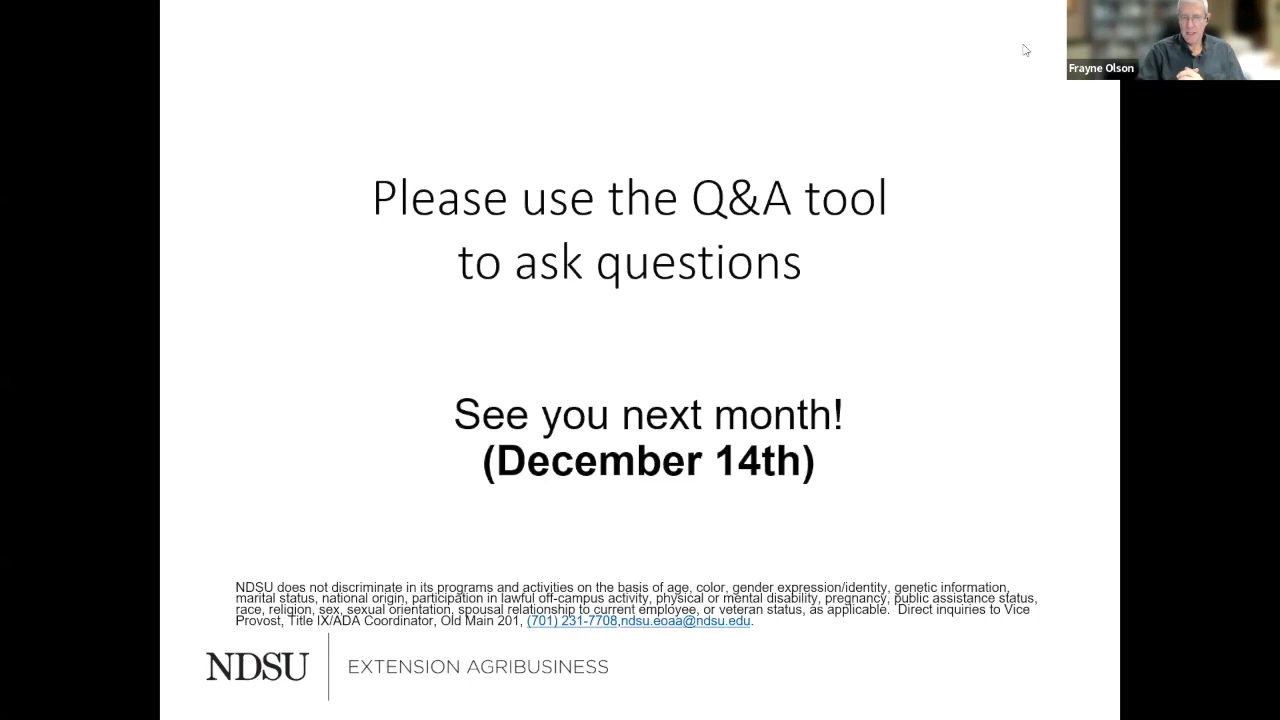 Frayne Olson
Please use the Q&A tool
to ask questions
See you next month!
(December 14th)
NDSU does not discriminate in its programs and activities on the basis of age, color, gender expression/identity, genetic information,
marital status, national origin, participation in lawful off-campus activity, physical or mental disability, pregnancy, public assistance status,
race, religion, sex, sexual orientation, spousal relationship to current employee, or veteran status, as applicable.  Direct inquiries to Vice
Provost, Title IX/ADA Coordinator, Old Main 201, (701) 231-7708,ndsu.eoaa@ndsu.edu.
NDSU EXTENSION AGRIBUSINESS